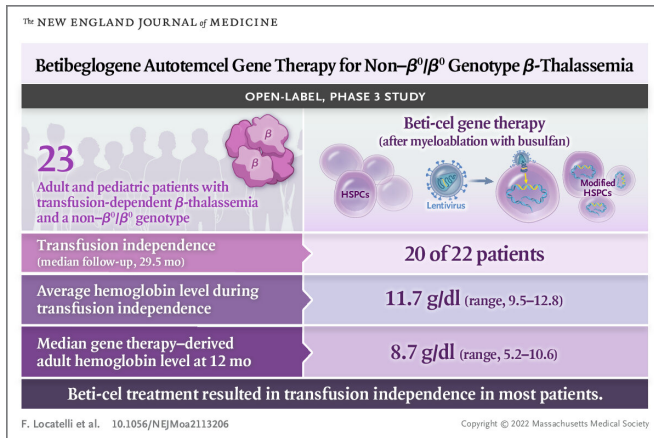 The NEW ENGLAND JOURNAL of MEDICINE
Betibeglogene Autotemcel Gene Therapy for Non–β⁰/β⁰ Genotype β-Thalassemia
OPEN-LABEL, PHASE 3 STUDY
23
Adult and pediatric patients with
transfusion-dependent β-thalassemia
and a non–β⁰/β⁰ genotype
β
β
Beti-cel gene therapy
(after myeloablation with busulfan)
HSPCs
Lentivirus
Modified
HSPCs
Transfusion independence
(median follow-up, 29.5 mo)
20 of 22 patients
Average hemoglobin level during
transfusion independence
11.7 g/dl (range, 9.5–12.8)
Median gene therapy–derived
adult hemoglobin level at 12 mo
8.7 g/dl (range, 5.2–10.6)
Beti-cel treatment resulted in transfusion independence in most patients.
F. Locatelli et al. 10.1056/NEJMoa2113206
Copyright © 2022 Massachusetts Medical Society